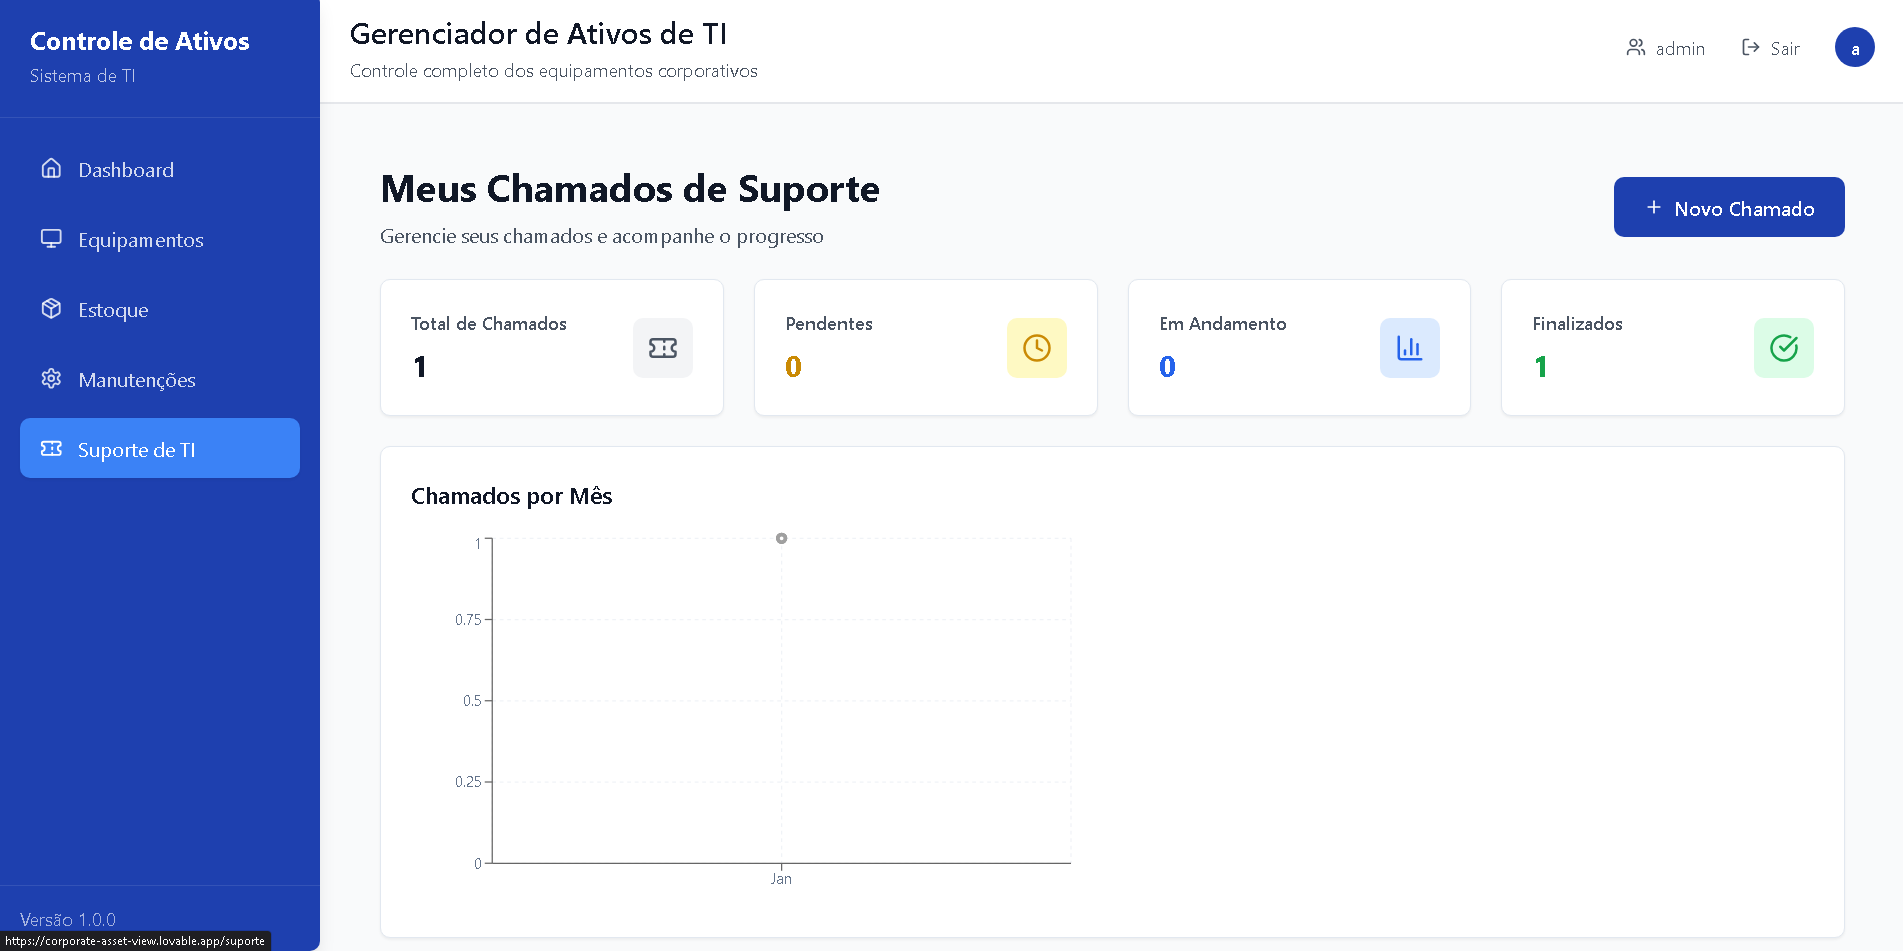 Controle de Ativos
Sistema de TI
Dashboard
Equipamentos
Estoque
Manutenções
Suporte de TI
Versão 1.0.0
https://corporate-asset-view.lovable.app/suporte
Gerenciador de Ativos de TI
Controle completo dos equipamentos corporativos
admin
Sair
a
Meus Chamados de Suporte
Gerencie seus chamados e acompanhe o progresso
+ Novo Chamado
Total de Chamados
1
Pendentes
0
Em Andamento
0
Finalizados
1
Chamados por Mês
1
0.75
0.5
0.25
0
Jan